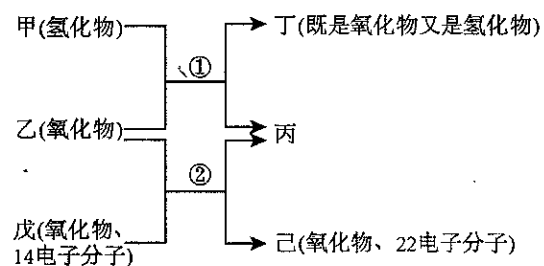 甲(氢化物)
丁(既是氧化物又是氢化物)
①
乙(氧化物)
丙
②
戊(氧化物、
14电子分子)
己(氧化物、22电子分子)